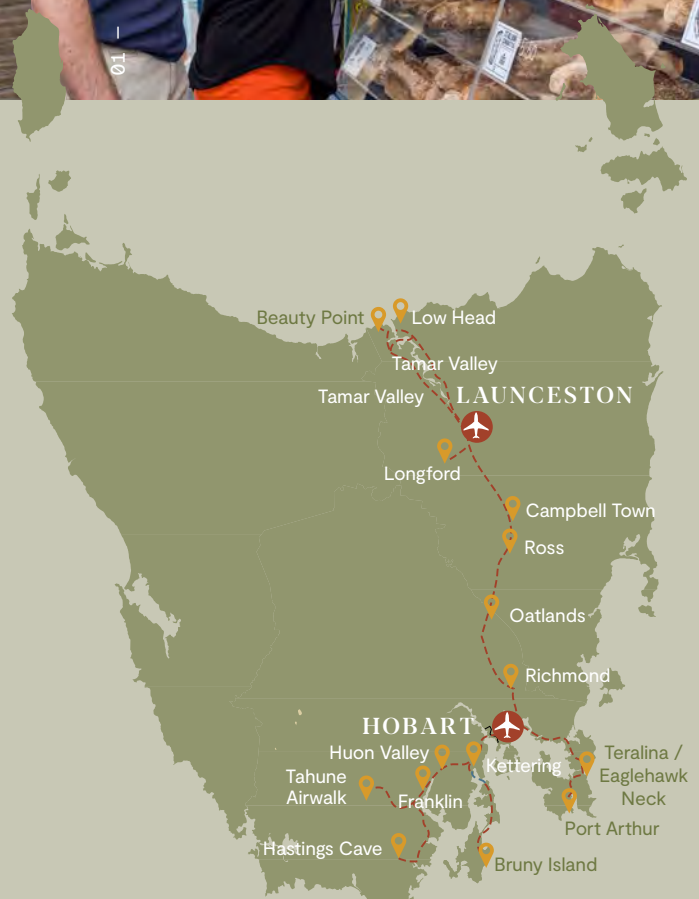 01 —
Beauty Point
Low Head
Tamar Valley
Tamar Valley
LAUNCESTON
Longford
Campbell Town
Ross
Oatlands
Richmond
HOBART
Huon Valley
Kettering
Teralina /
Eaglehawk
Neck
Tahune
Airwalk
Franklin
Port Arthur
Hastings Cave
Bruny Island